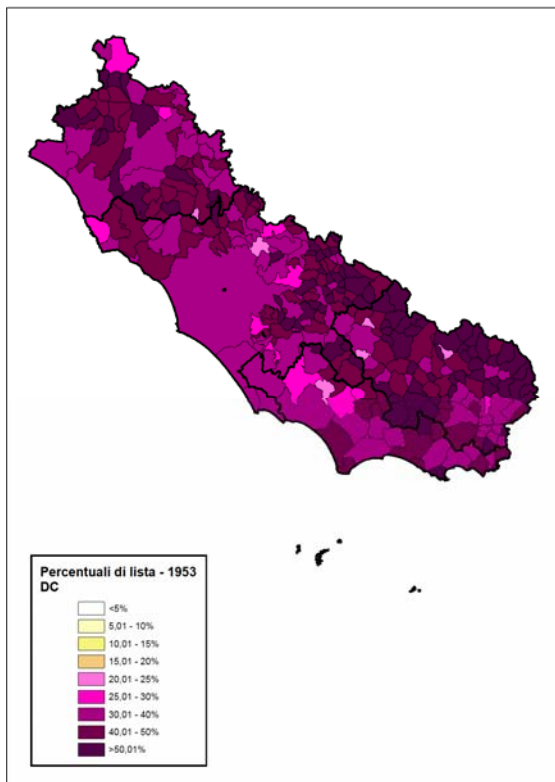 Percentuali di lista - 1953
DC
<5%
5,01 - 10%
10,01 - 15%
15,01 - 20%
20,01 - 25%
25,01 - 30%
30,01 - 40%
40,01 - 50%
>50,01%